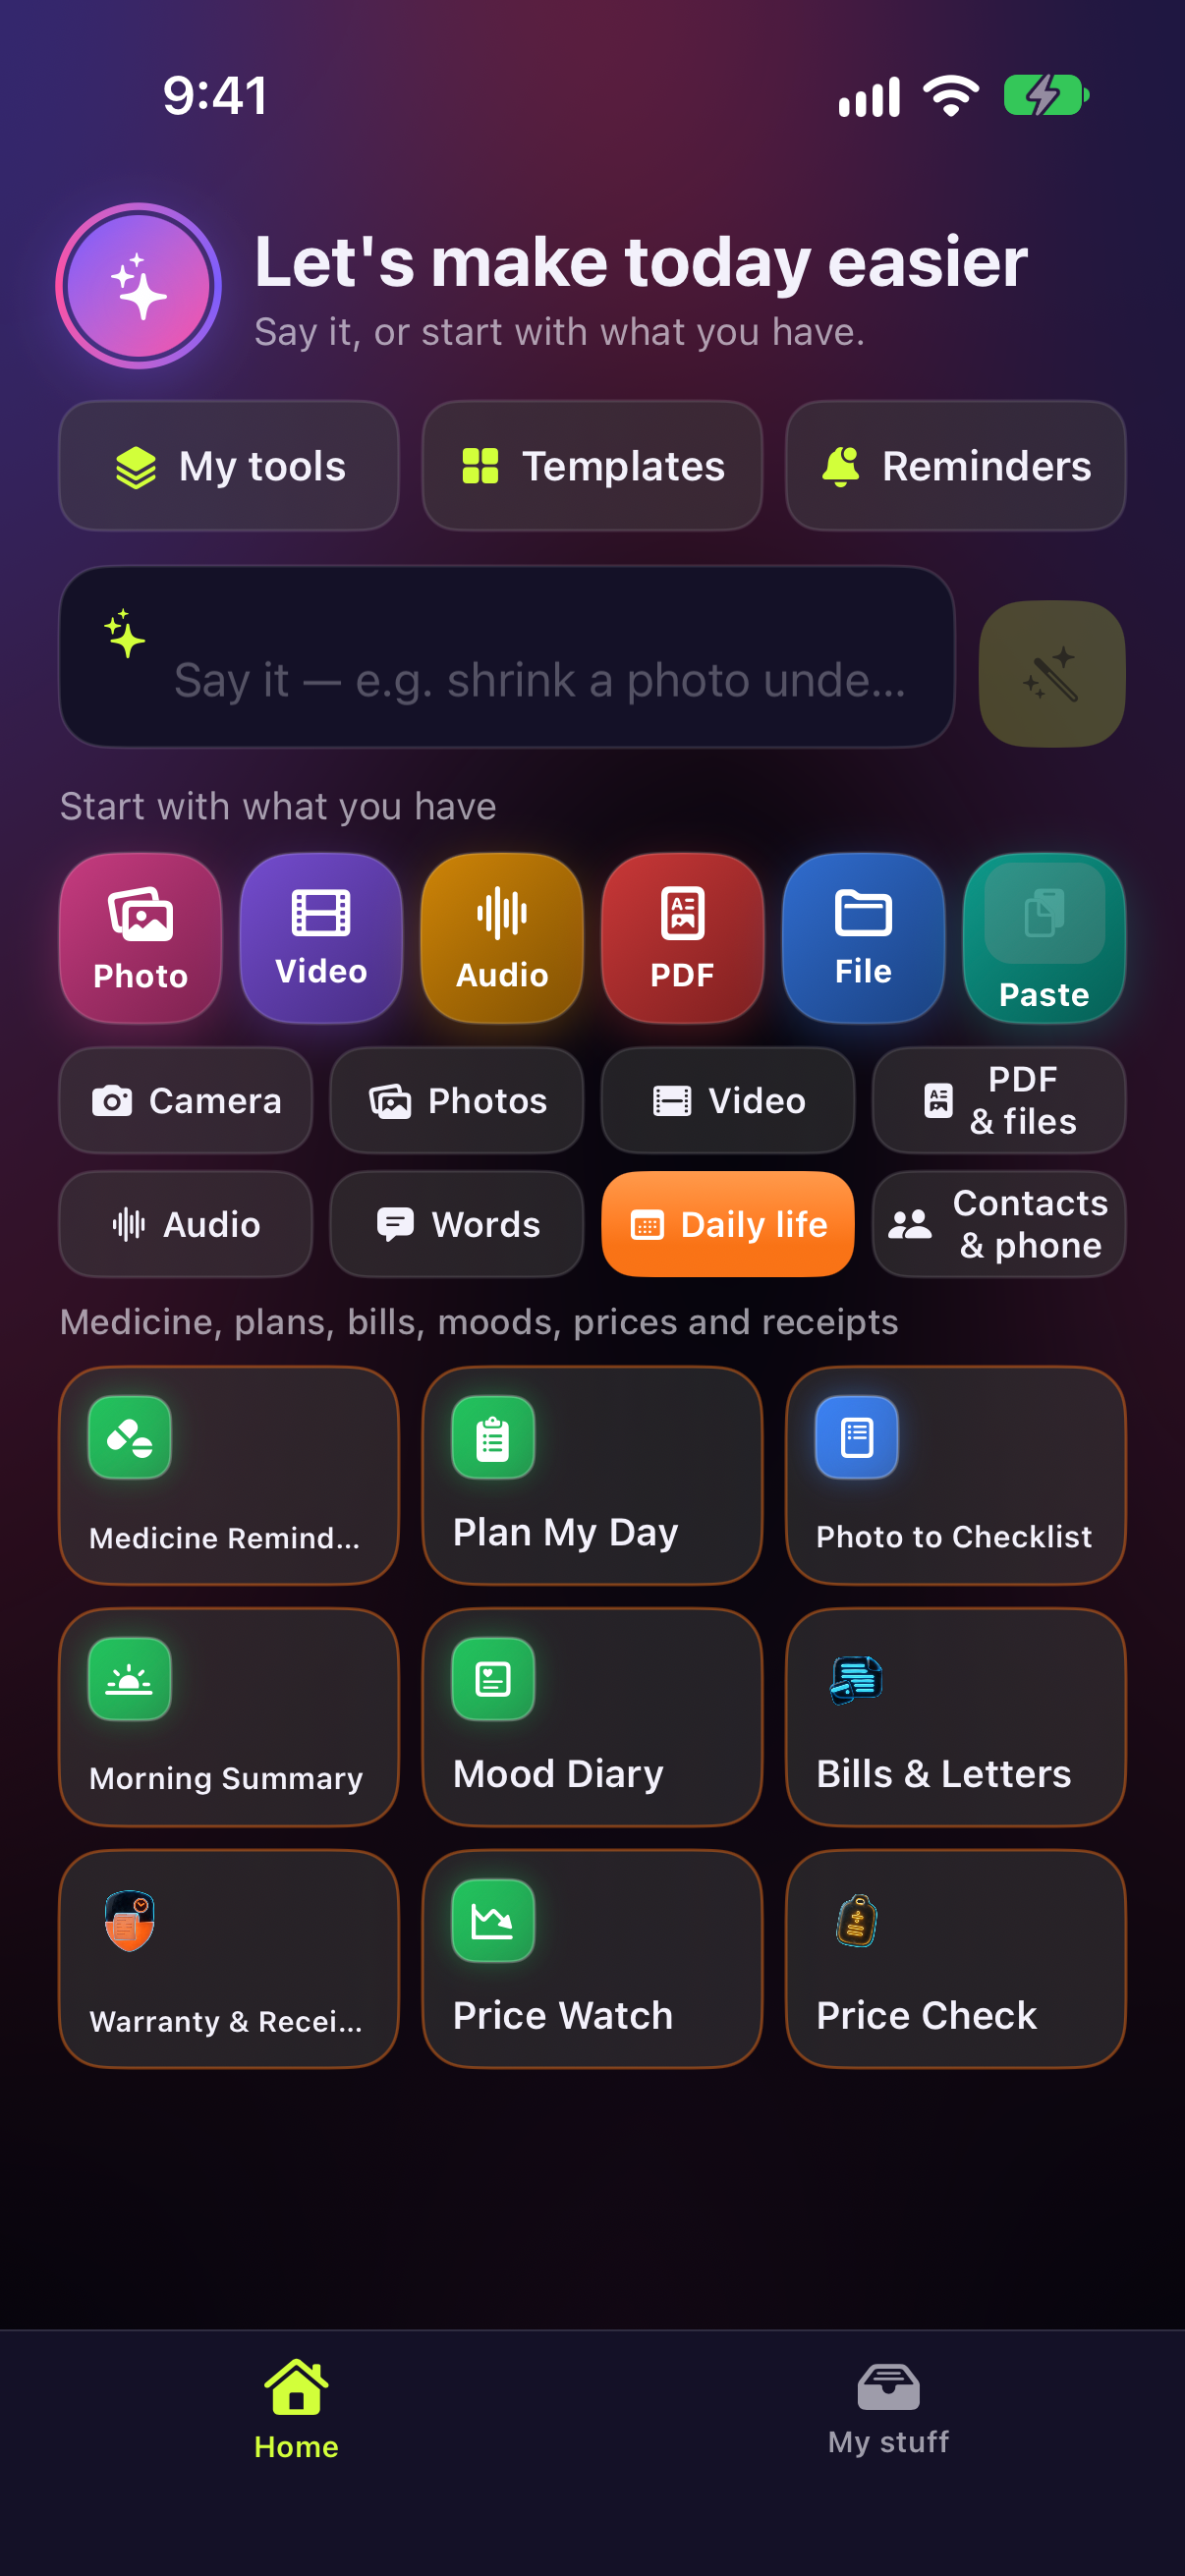 9:41
Let's make today easier
Say it, or start with what you have.
My tools
Templates
Reminders
Say it — e.g. shrink a photo unde...
Start with what you have
Photo
Video
Audio
PDF
File
Paste
Camera
Photos
Video
PDF
& files
Audio
Words
Daily life
Contacts
& phone
Medicine, plans, bills, moods, prices and receipts
Medicine Remind...
Plan My Day
Photo to Checklist
Morning Summary
Mood Diary
Bills & Letters
Warranty & Recei...
Price Watch
Price Check
Home
My stuff